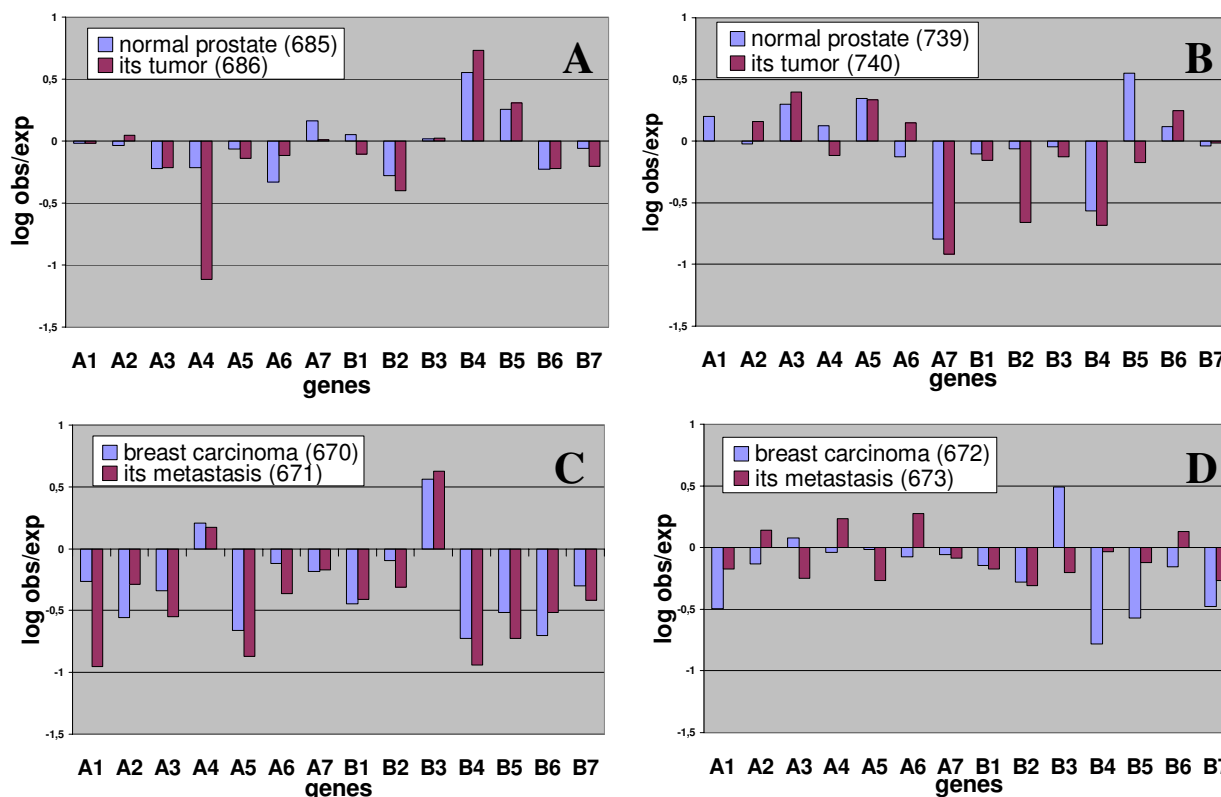 normal prostate (685)
its tumor (686)
A
1
0,5
0
-0,5
-1
-1,5
log obs/exp
A1 A2 A3 A4 A5 A6 A7 B1 B2 B3 B4 B5 B6 B7
genes
normal prostate (739)
its tumor (740)
B
1
0,5
0
-0,5
-1
-1,5
log obs/exp
A1 A2 A3 A4 A5 A6 A7 B1 B2 B3 B4 B5 B6 B7
genes
breast carcinoma (670)
its metastasis (671)
C
1
0,5
0
-0,5
-1
-1,5
log obs/exp
A1 A2 A3 A4 A5 A6 A7 B1 B2 B3 B4 B5 B6 B7
genes
breast carcinoma (672)
its metastasis (673)
D
1
0,5
0
-0,5
-1
-1,5
log obs/exp
A1 A2 A3 A4 A5 A6 A7 B1 B2 B3 B4 B5 B6 B7
genes